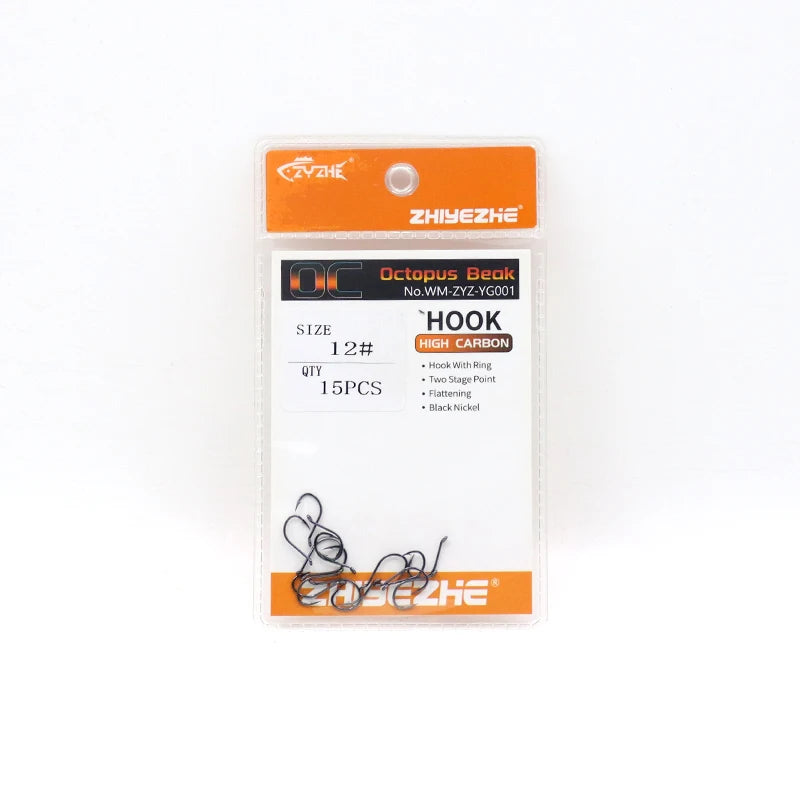 ZYZHE®
ZHIYEZHE®
OC Octopus Beak
No.WM-ZYZ-YG001
SIZE
12#
QTY
15PCS
HOOK
HIGH CARBON
• Hook With Ring
• Two Stage Point
• Flattening
• Black Nickel
ZHIYEZHE®